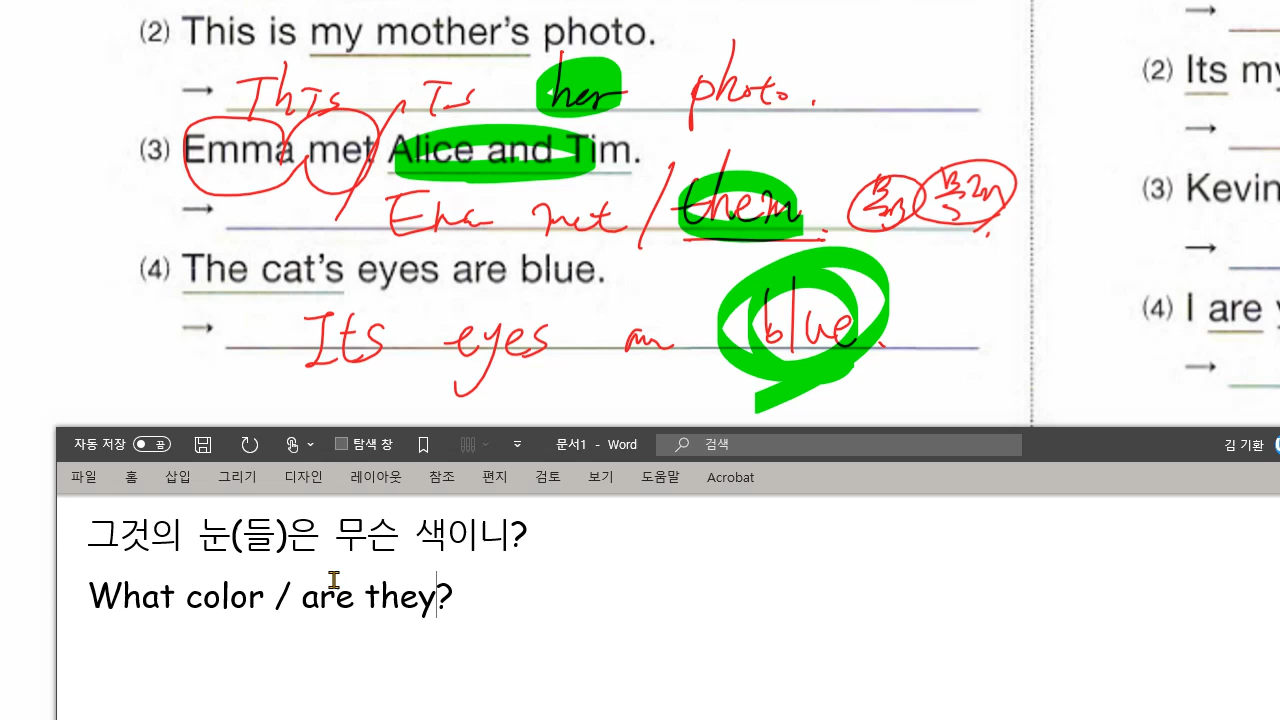 (2) This is my mother's photo.
→ This is her photo.
(3) Emma met Alice and Tim.
→ met / them.
(4) The cat's eyes are blue.
→ Its eyes are blue.
→
(2) Its my
→
(3) Kevin
→
(4) I are y
→
자동 저장 끔 탐색 창 문서1 - Word 검색 김 기환
파일 홈 삽입 그리기 디자인 레이아웃 참조 편지 검토 보기 도움말 Acrobat
그것의 눈(들)은 무슨 색이니?
What color / are they?